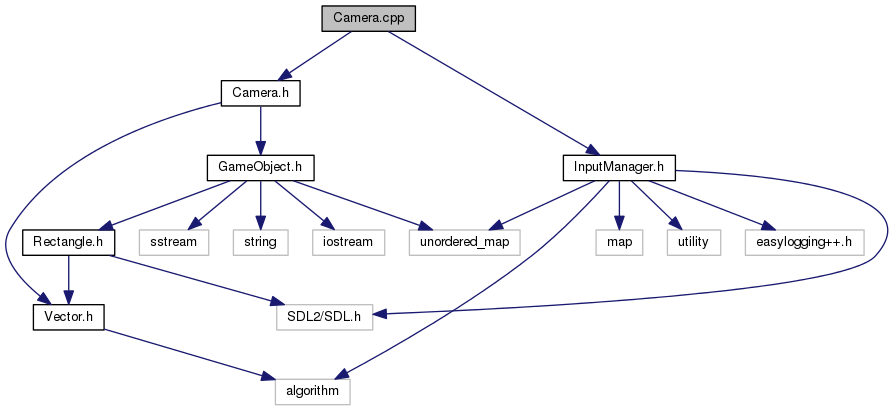 Camera.cpp
Camera.h
GameObject.h
InputManager.h
Rectangle.h
sstream
string
iostream
unordered_map
map
utility
easylogging++.h
Vector.h
SDL2/SDL.h
algorithm